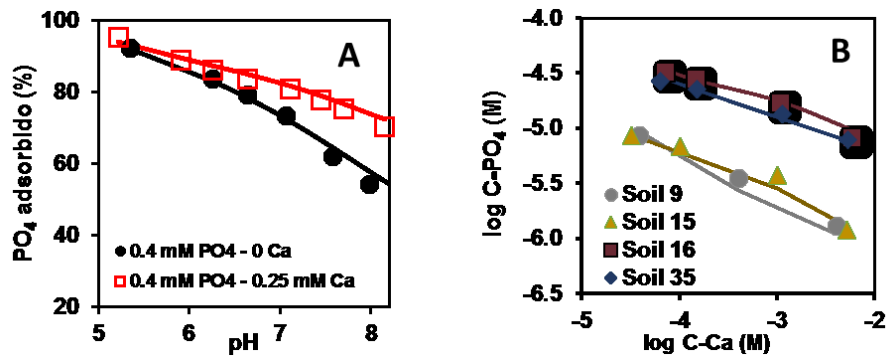 A
PO₄ adsorbido (%)
100
80
60
40
20
0.4 mM PO4 - 0 Ca
0.4 mM PO4 - 0.25 mM Ca
5
6
7
8
pH
B
log C-PO₄ (M)
-4.0
-4.5
-5.0
-5.5
-6.0
-6.5
Soil 9
Soil 15
Soil 16
Soil 35
-5
-4
-3
-2
log C-Ca (M)